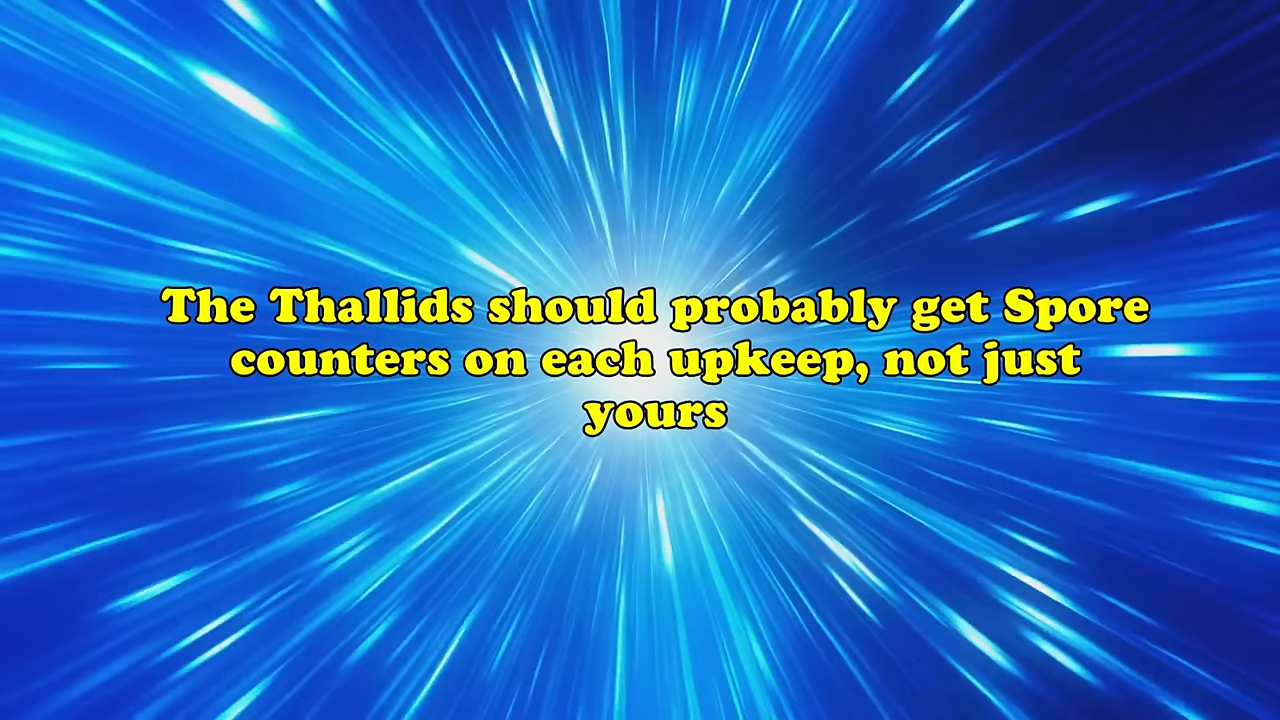 The Thallids should probably get Spore
counters on each upkeep, not just
yours